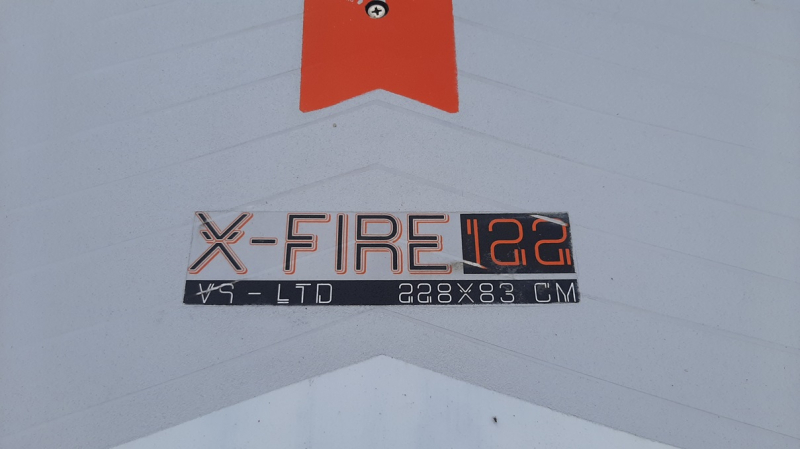 X-FIRE 122
V9 - LTD 228X83 CM